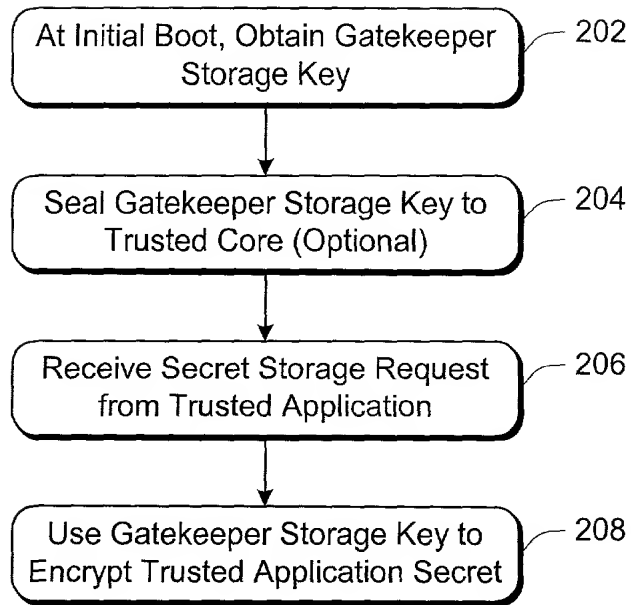 At Initial Boot, Obtain Gatekeeper
Storage Key
202
Seal Gatekeeper Storage Key to
Trusted Core (Optional)
204
Receive Secret Storage Request
from Trusted Application
206
Use Gatekeeper Storage Key to
Encrypt Trusted Application Secret
208